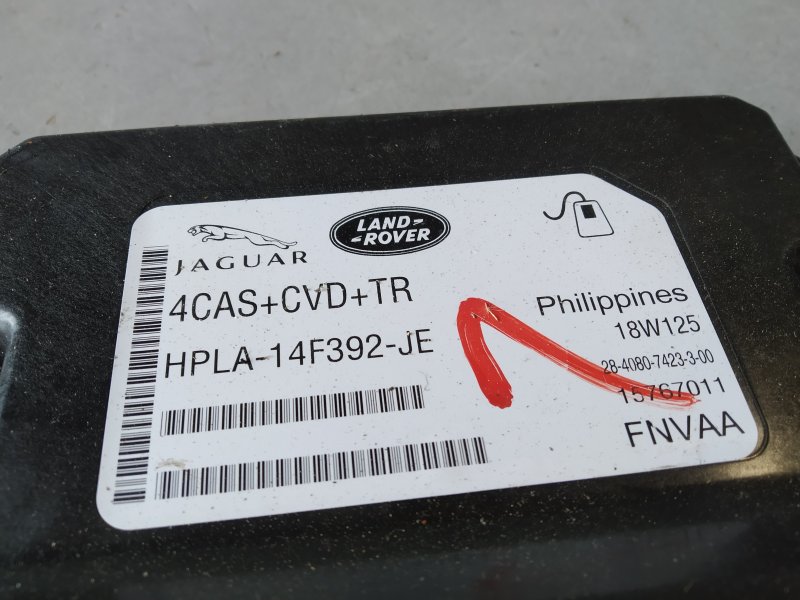 JAGUAR
LAND-
-ROVER
4CAS+CVD+TR
HPLA-14F392-JE
Philippines
18W125
28-4080-7423-3-00
15767011
FNVAA